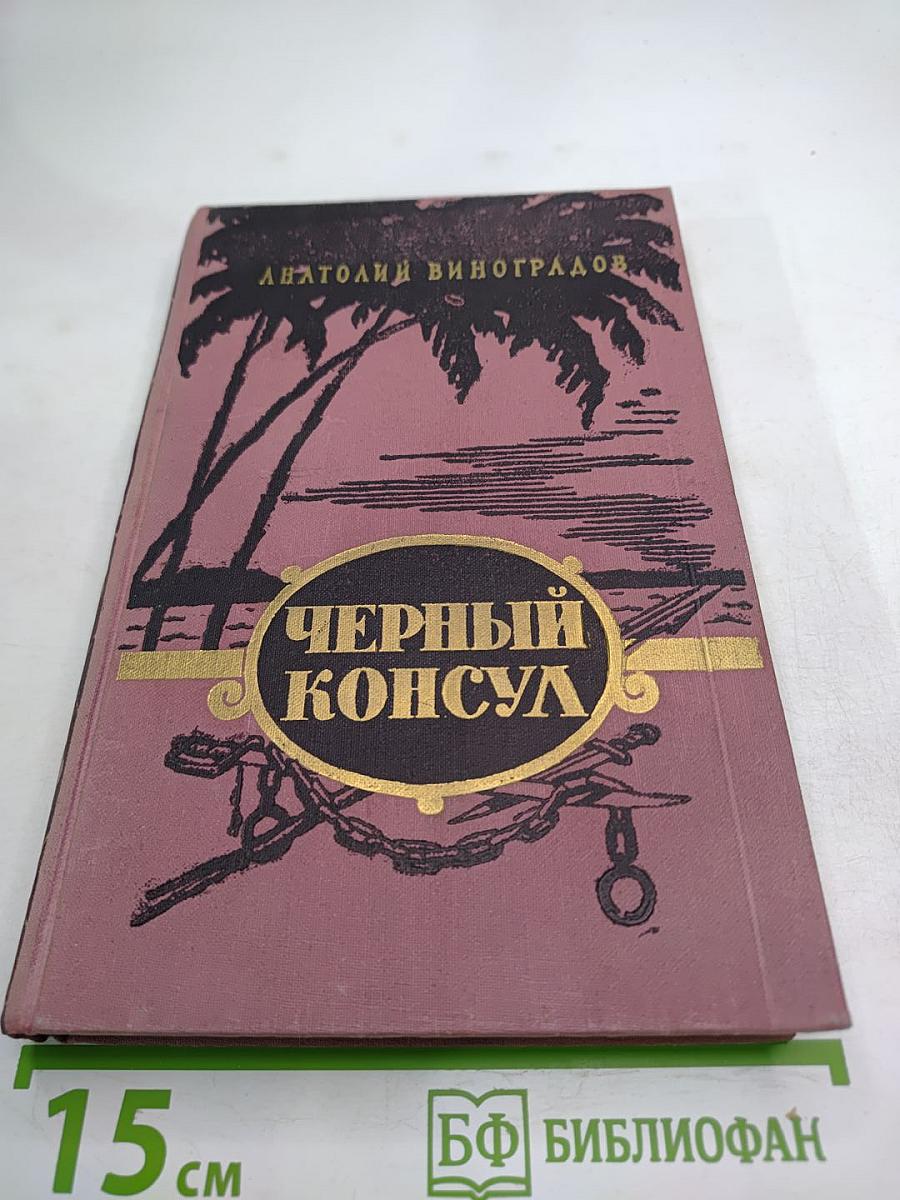 АНАТОЛИЙ ВИНОГРАДОВ
ЧЕРНЫЙ
КОНСУЛ
15 см
БФ БИБЛИОФАН